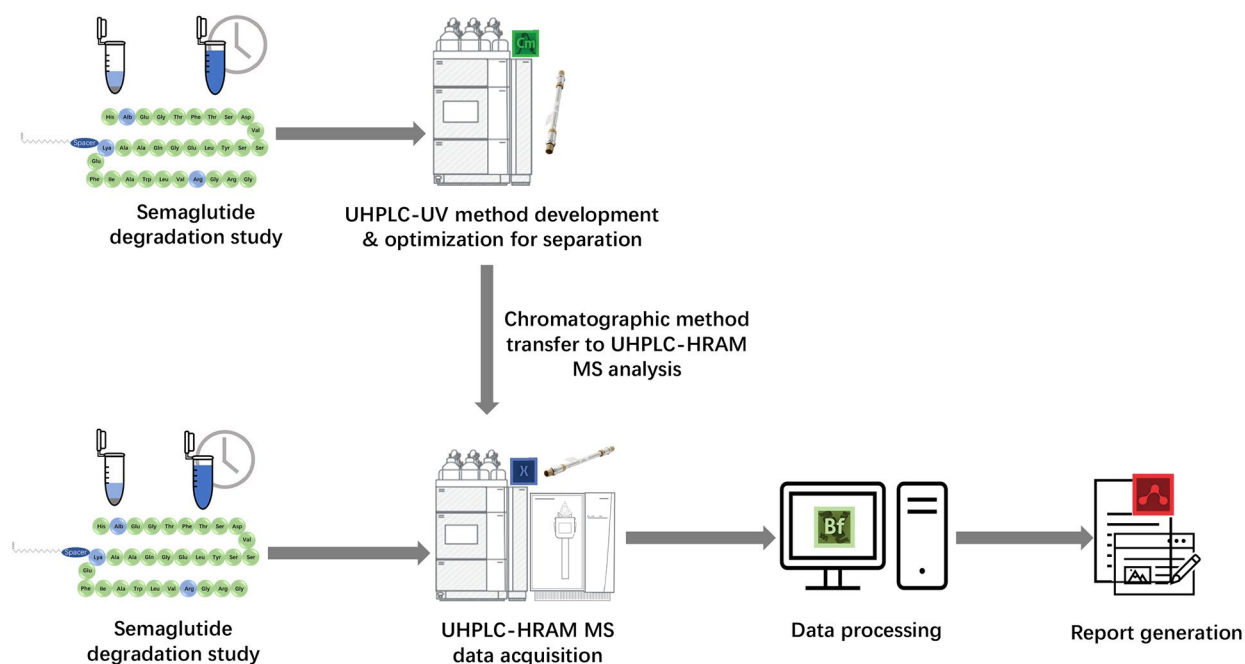 Cm
His Alb Glu Gly Thr Phe Thr Ser Asp
Val
Spacer Lya Ala Ala Gln Gly Glu Leu Tyr Ser Ser
Glu
Phe Ile Ala Trp Leu Val Arg Gly Arg Gly
Semaglutide
degradation study
UHPLC-UV method development
& optimization for separation
Chromatographic method
transfer to UHPLC-HRAM
MS analysis
His Alb Glu Gly Thr Phe Thr Ser Asp
Val
Spacer Lya Ala Ala Gln Gly Glu Leu Tyr Ser Ser
Glu
Phe Ile Ala Trp Leu Val Arg Gly Arg Gly
Bf
Semaglutide
degradation study
UHPLC-HRAM MS
data acquisition
Data processing
Report generation